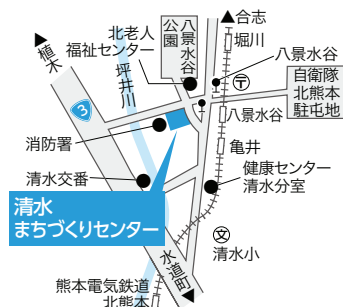 ▲合志
堀川
北老人
福祉センター
八景水谷
公園
▲植木
坪井川
八景水谷
〒
自衛隊
北熊本
駐屯地
3
八景水谷
消防署
亀井
清水交番
健康センター
清水分室
清水
まちづくりセンター
文
清水小
水道町▼
熊本電気鉄道
北熊本